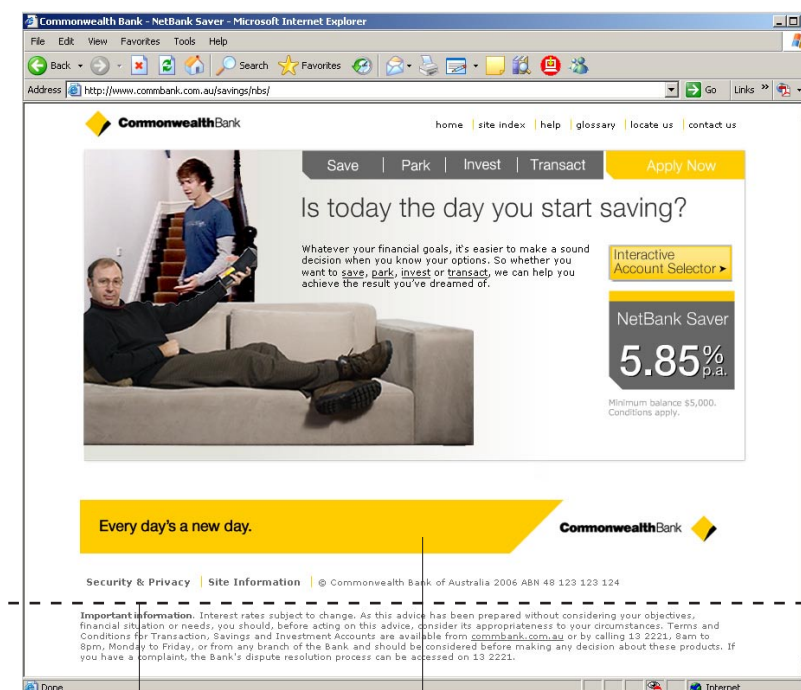 Commonwealth Bank - NetBank Saver - Microsoft Internet Explorer
File Edit View Favorites Tools Help
Back Search Favorites
Address http://www.commbank.com.au/savings/nbs/ Go Links »
CommonwealthBank
home | site index | help | glossary | locate us | contact us
Save | Park | Invest | Transact Apply Now
Is today the day you start saving?
Whatever your financial goals, it's easier to make a sound
decision when you know your options. So whether you
want to save, park, invest or transact, we can help you
achieve the result you've dreamed of.
Interactive
Account Selector
NetBank Saver
5.85% p.a.
Minimum balance $5,000.
Conditions apply.
Every day's a new day.
CommonwealthBank
Security & Privacy | Site Information | © Commonwealth Bank of Australia 2006 ABN 48 123 123 124
Important information. Interest rates subject to change. As this advice has been prepared without considering your objectives,
financial situation or needs, you should, before acting on this advice, consider its appropriateness to your circumstances. Terms and
Conditions for Transaction, Savings and Investment Accounts are available from commbank.com.au or by calling 13 2221, 8am to
8pm, Monday to Friday, or from any branch of the Bank and should be considered before making any decision about these products. If
you have a complaint, the Bank's dispute resolution process can be accessed on 13 2221.
Done Internet